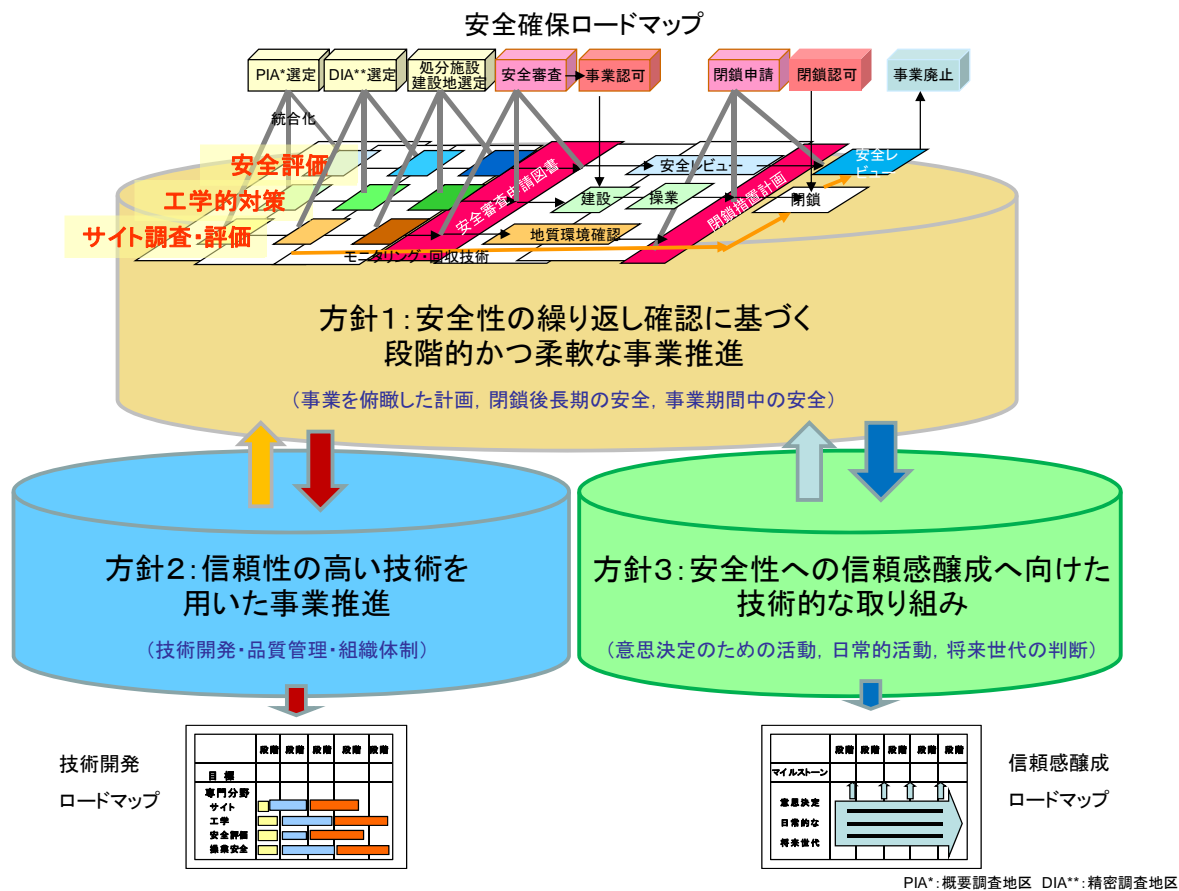 安全確保ロードマップ
PIA*選定
DIA**選定
処分施設
建設地選定
安全審査
事業認可
閉鎖申請
閉鎖認可
事業廃止
統合化
安全評価
工学的対策
サイト調査・評価
安全審査申請図書
安全レビュー
建設
操業
地質環境確認
閉鎖措置計画
閉鎖
安全レ
ビュー
モニタリング・回収技術
方針1:安全性の繰り返し確認に基づく
段階的かつ柔軟な事業推進
(事業を俯瞰した計画, 閉鎖後長期の安全, 事業期間中の安全)
方針2:信頼性の高い技術を
用いた事業推進
(技術開発・品質管理・組織体制)
方針3:安全性への信頼感醸成へ向けた
技術的な取り組み
(意思決定のための活動, 日常的活動, 将来世代の判断)
技術開発
ロードマップ
段階 段階 段階 段階 段階
目標
専門分野
サイト
工学
安全評価
操業安全
段階 段階 段階 段階 段階
マイルストーン
意思決定
日常的な
将来世代
信頼感醸成
ロードマップ
PIA*:概要調査地区 DIA**:精密調査地区